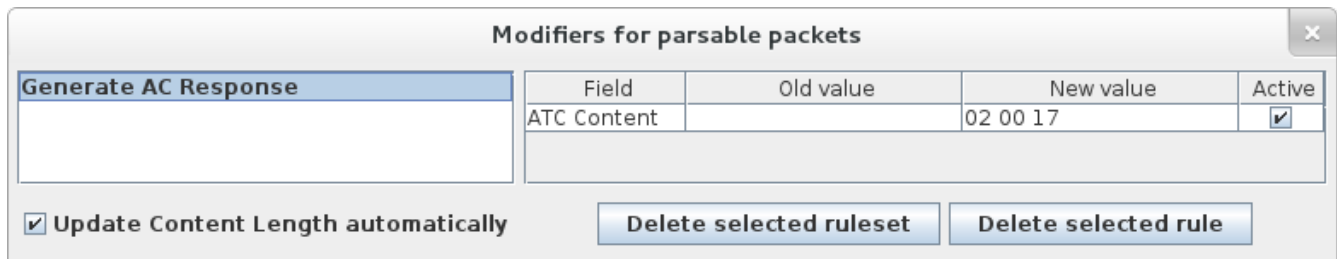 Modifiers for parsable packets
Generate AC Response
Field Old value New value Active
ATC Content 02 00 17
Update Content Length automatically
Delete selected ruleset
Delete selected rule